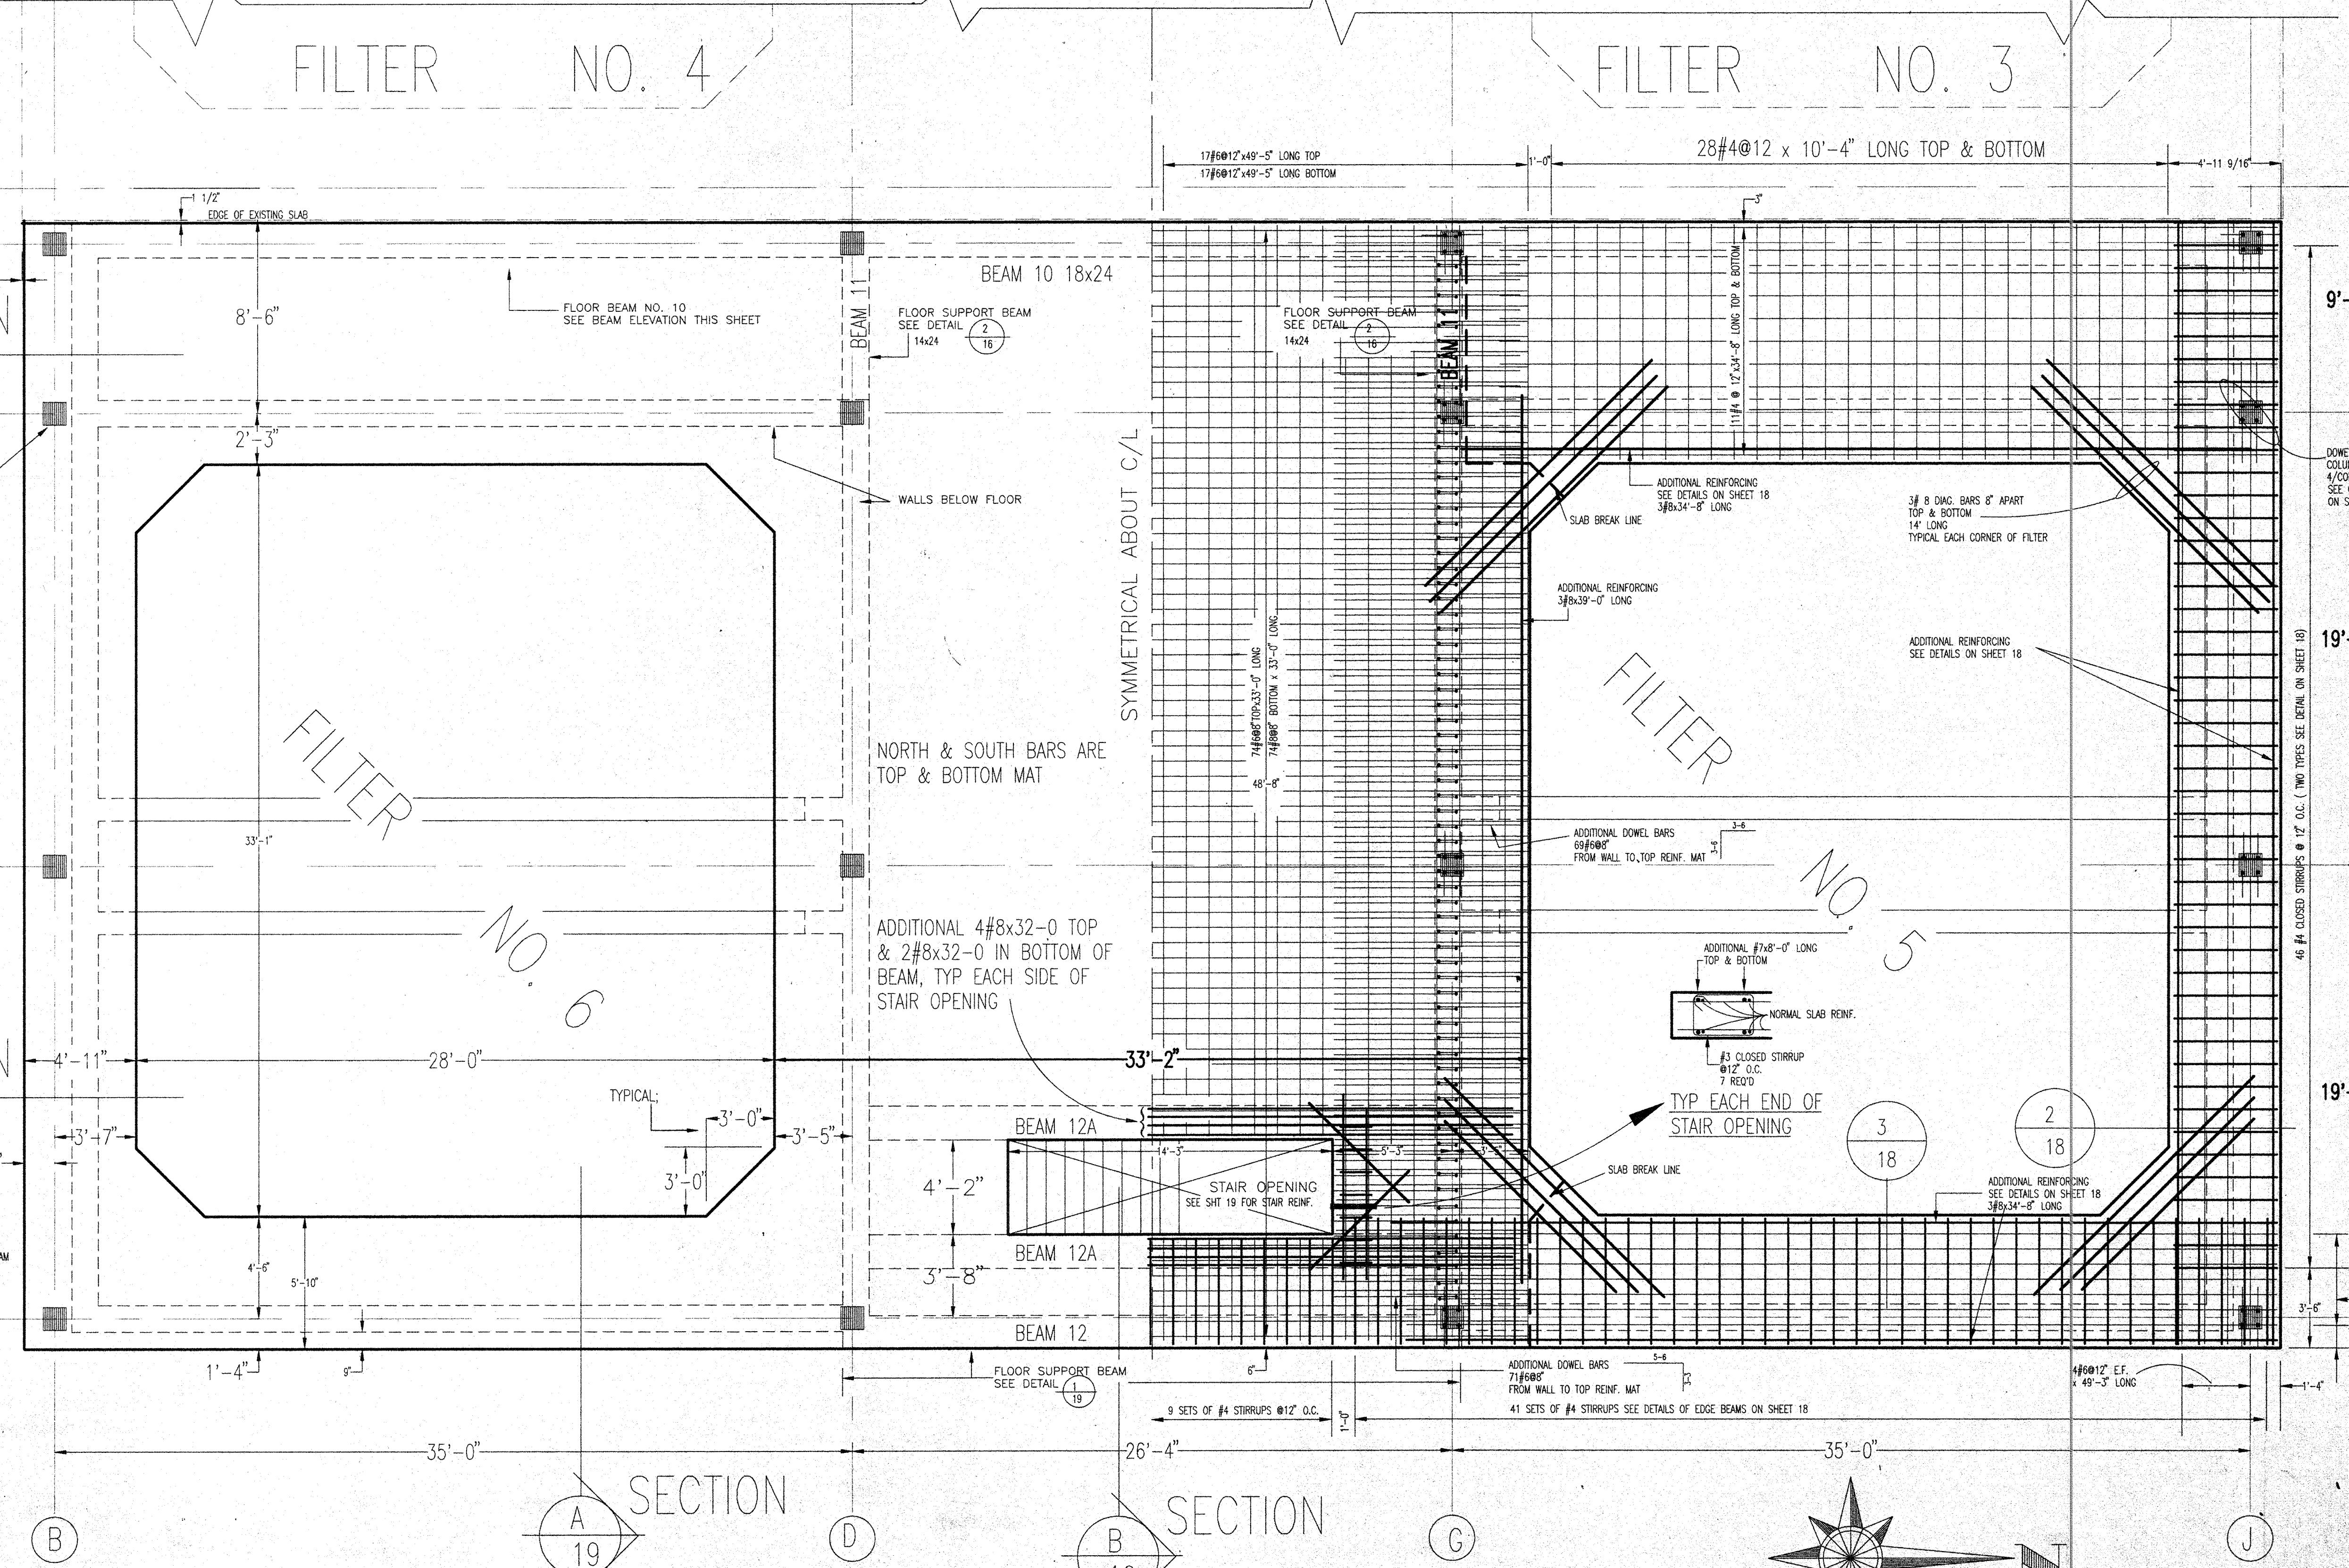 FILTER NO. 4
FILTER NO. 3
17#6@12"x49'-5" LONG TOP
17#6@12"x49'-5" LONG BOTTOM
1'-0"
28#4@12 x 10'-4" LONG TOP & BOTTOM
4'-11 9/16"
1 1/2"
EDGE OF EXISTING SLAB
3"
8'-6"
FLOOR BEAM NO. 10
SEE BEAM ELEVATION THIS SHEET
BEAM 11
BEAM 10 18x24
FLOOR SUPPORT BEAM
SEE DETAIL
14x24
2
16
FLOOR SUPPORT BEAM
SEE DETAIL
14x24
2
16
BEAM 11
11#4 @ 12"x34'-8" LONG TOP & BOTTOM
9'-
2'-3"
WALLS BELOW FLOOR
SYMMETRICAL ABOUT C/L
ADDITIONAL REINFORCING
SEE DETAILS ON SHEET 18
3#8x34'-8" LONG
SLAB BREAK LINE
3# 8 DIAG. BARS 8" APART
TOP & BOTTOM
14' LONG
TYPICAL EACH CORNER OF FILTER
DOWE
COLU
4/CO
SEE
ON S
ADDITIONAL REINFORCING
3#8x39'-0" LONG
ADDITIONAL REINFORCING
SEE DETAILS ON SHEET 18
19'-
46 #4 CLOSED STIRRUPS @ 12" O.C. ( TWO TYPES SEE DETAIL ON SHEET 18)
74#6@8"TOPx33'-0" LONG
74#8@8" BOTTOM x 33'-0" LONG
48'-8"
FILTER
NO. 6
33'-1"
NORTH & SOUTH BARS ARE
TOP & BOTTOM MAT
FILTER
NO. 5
ADDITIONAL DOWEL BARS
69#6@8"
FROM WALL TO TOP REINF. MAT
3-6
3-6
ADDITIONAL 4#8x32-0 TOP
& 2#8x32-0 IN BOTTOM OF
BEAM, TYP EACH SIDE OF
STAIR OPENING
ADDITIONAL #7x8'-0" LONG
TOP & BOTTOM
NORMAL SLAB REINF.
#3 CLOSED STIRRUP
@12" O.C.
7 REQ'D
4'-11"
28'-0"
33'-2"
TYPICAL;
3'-0"
3'-7"
3'-5"
3'-0"
BEAM 12A
14'-3"
5'-3"
TYP EACH END OF
STAIR OPENING
3
18
2
18
19'-
4'-2"
STAIR OPENING
SEE SHT 19 FOR STAIR REINF.
SLAB BREAK LINE
ADDITIONAL REINFORCING
SEE DETAILS ON SHEET 18
3#8x34'-8" LONG
AM
4'-6"
5'-10"
BEAM 12A
3'-8"
BEAM 12
3'-6"
1'-4"
9"
FLOOR SUPPORT BEAM
SEE DETAIL
1
19
6"
ADDITIONAL DOWEL BARS
71#6@8"
FROM WALL TO TOP REINF. MAT
5-6
4#6@12" E.F.
x 49'-3" LONG
1'-4"
9 SETS OF #4 STIRRUPS @12" O.C.
1'-0"
41 SETS OF #4 STIRRUPS SEE DETAILS OF EDGE BEAMS ON SHEET 18
35'-0"
26'-4"
35'-0"
SECTION
A
19
SECTION
B
B
D
G
J
N